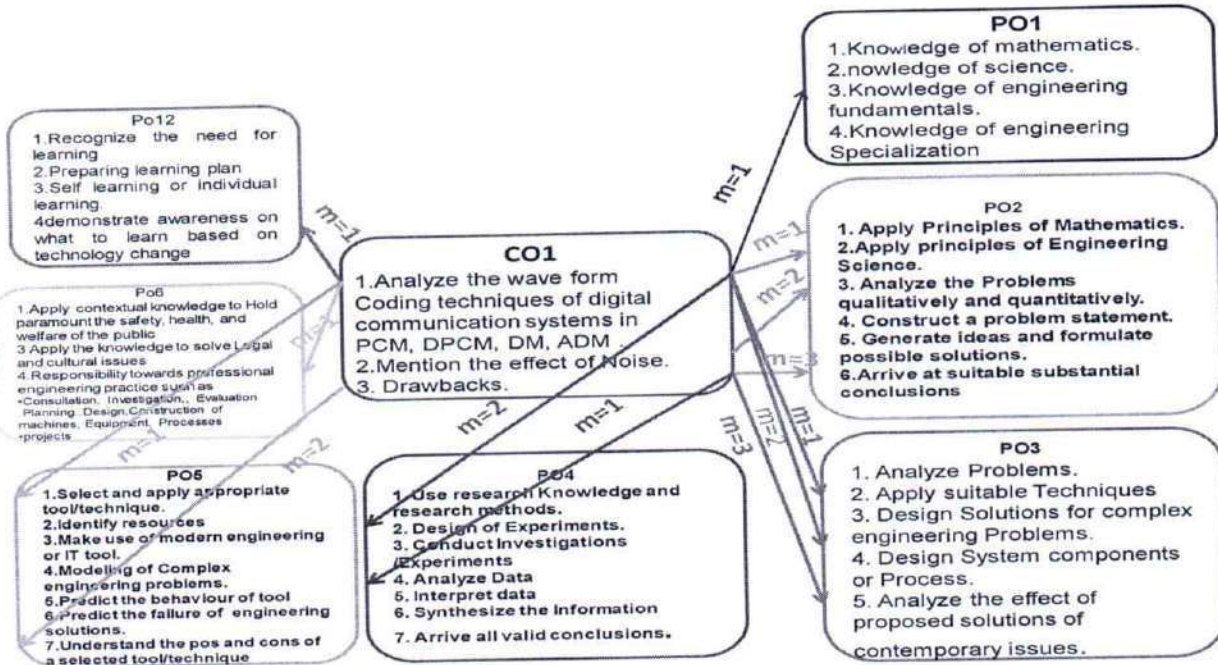 PO1
1.Knowledge of mathematics.
2.nowledge of science.
3.Knowledge of engineering
fundamentals.
4.Knowledge of engineering
Specialization
Po12
1.Recognize the need for
learning
2.Preparing learning plan
3.Self learning or individual
learning.
4demonstrate awareness on
what to learn based on
technology change
m=1
m=1
PO2
1. Apply Principles of Mathematics.
2.Apply principles of Engineering
Science.
3. Analyze the Problems
qualitatively and quantitatively.
4. Construct a problem statement.
5. Generate ideas and formulate
possible solutions.
6.Arrive at suitable substantial
conclusions
m=1
m=2
m=3
CO1
1.Analyze the wave form
Coding techniques of digital
communication systems in
PCM, DPCM, DM, ADM .
2.Mention the effect of Noise.
3. Drawbacks.
Po6
1.Apply contextual knowledge to Hold
paramount the safety, health, and
welfare of the public
3 Apply the knowledge to solve Legal
and cultural issues
4.Responsibility towards professional
engineering practice such as
•Consultation, Investigation,, Evaluation
Planning, Design,Construction of
machines, Equipment, Processes
•projects
m=1
m=1
m=2
m=2
m=1
m=3
m=2
m=1
PO5
1.Select and apply appropriate
tool/technique.
2.Identify resources
3.Make use of modern engineering
or IT tool.
4.Modeling of Complex
engineering problems.
5.Predict the behaviour of tool
6.Predict the failure of engineering
solutions.
7.Understand the pos and cons of
a selected tool/technique
PO4
1. Use research Knowledge and
research methods.
2. Design of Experiments.
3. Conduct Investigations
/Experiments
4. Analyze Data
5. Interpret data
6. Synthesize the Information
7. Arrive all valid conclusions.
PO3
1. Analyze Problems.
2. Apply suitable Techniques
3. Design Solutions for complex
engineering Problems.
4. Design System components
or Process.
5. Analyze the effect of
proposed solutions of
contemporary issues.